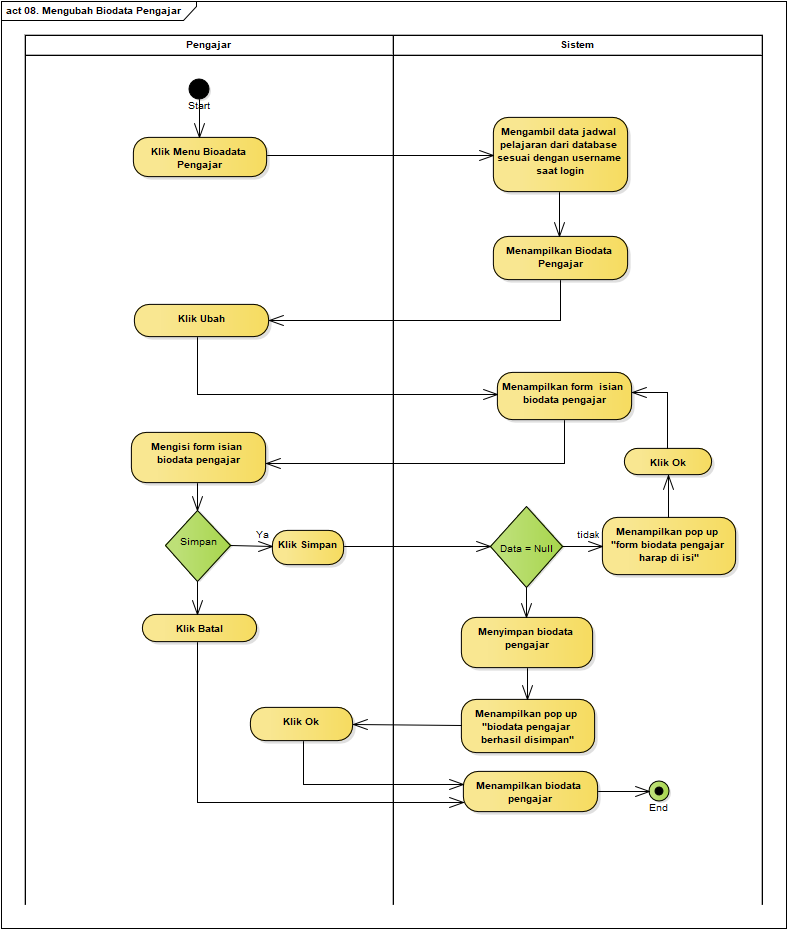 act 08. Mengubah Biodata Pengajar
Pengajar
Sistem
Start
Klik Menu Bioadata
Pengajar
Mengambil data jadwal
pelajaran dari database
sesuai dengan username
saat login
Menampilkan Biodata
Pengajar
Klik Ubah
Menampilkan form isian
biodata pengajar
Mengisi form isian
biodata pengajar
Klik Ok
Simpan
Ya
Klik Simpan
Data = Null
tidak
Menampilkan pop up
"form biodata pengajar
harap di isi"
Klik Batal
Menyimpan biodata
pengajar
Klik Ok
Menampilkan pop up
"biodata pengajar
berhasil disimpan"
Menampilkan biodata
pengajar
End